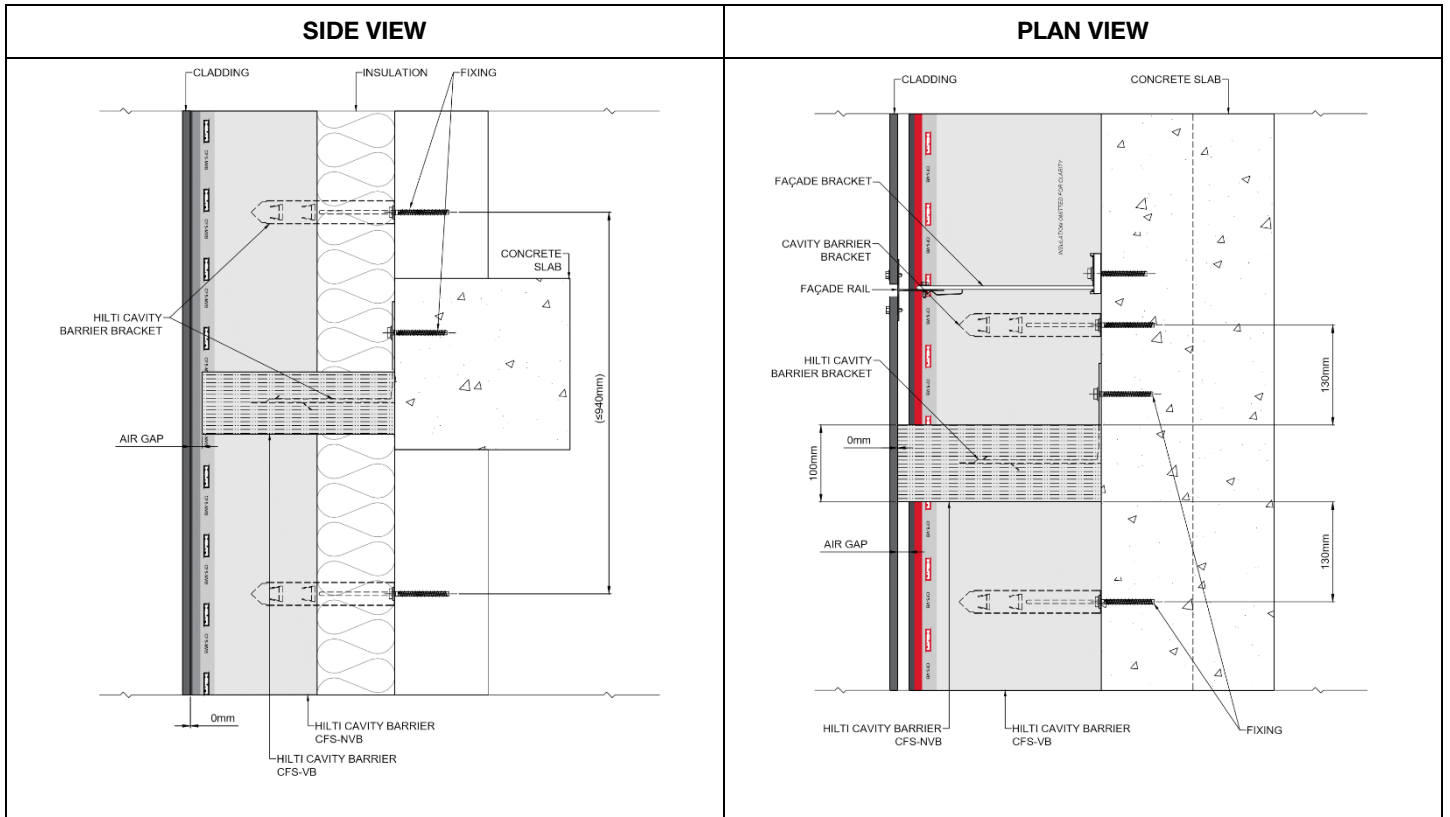 SIDE VIEW
PLAN VIEW
CLADDING
INSULATION
FIXING
CONCRETE
SLAB
HILTI CAVITY
BARRIER BRACKET
(≤940mm)
AIR GAP
0mm
HILTI CAVITY BARRIER
CFS-NVB
HILTI CAVITY BARRIER
CFS-VB
CLADDING
CONCRETE SLAB
INSULATION OMITTED FOR CLARITY
FAÇADE BRACKET
CAVITY BARRIER
BRACKET
FAÇADE RAIL
HILTI CAVITY
BARRIER BRACKET
130mm
0mm
100mm
AIR GAP
130mm
HILTI CAVITY BARRIER
CFS-NVB
HILTI CAVITY BARRIER
CFS-VB
FIXING